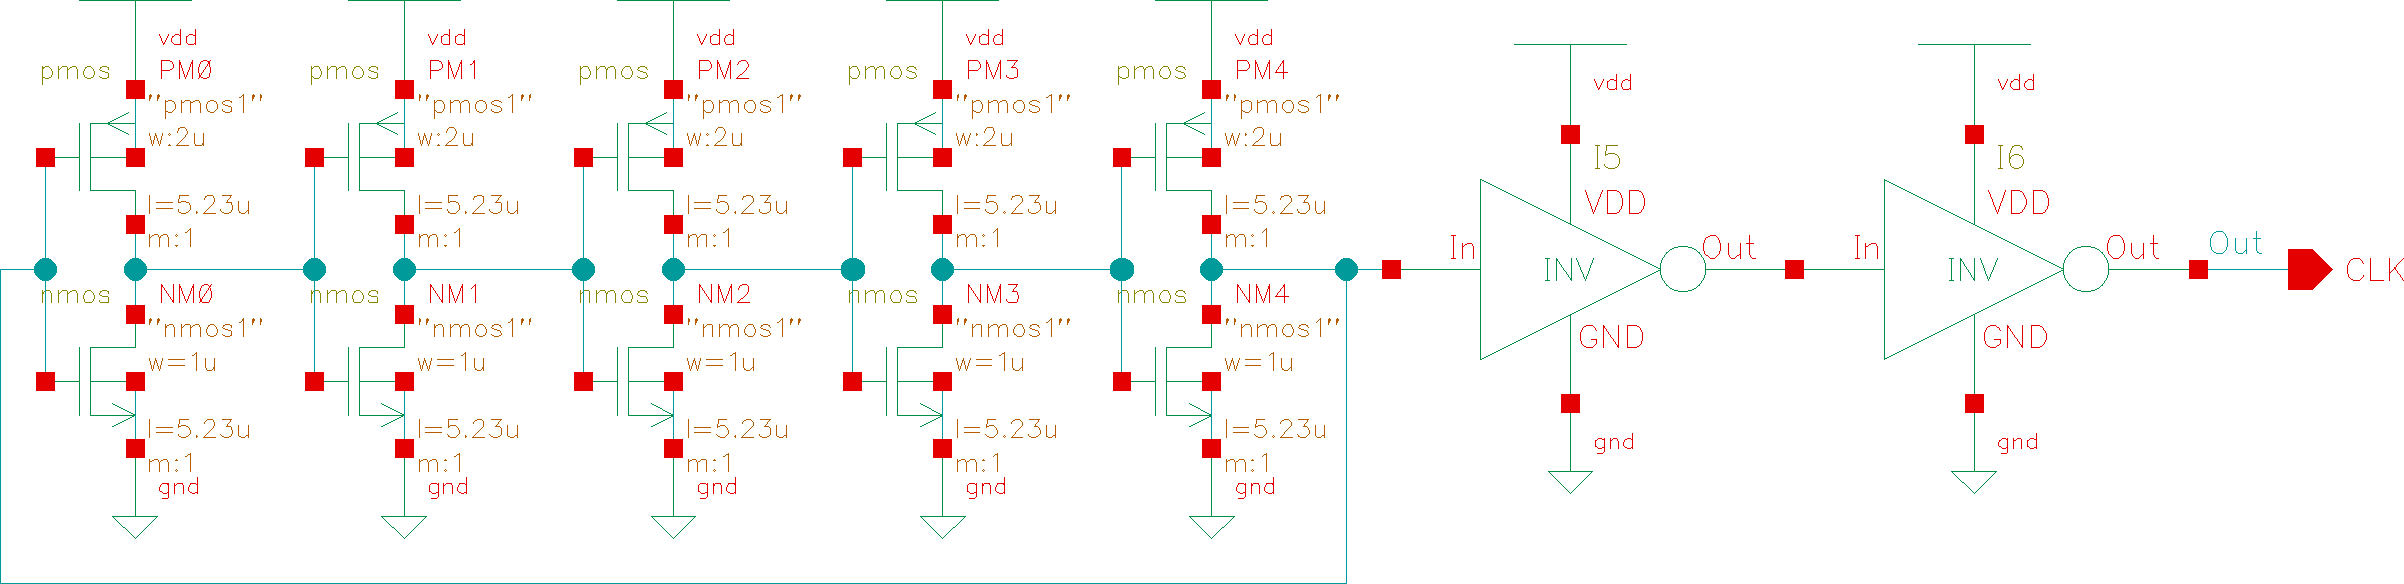 vdd
pmos PM0
"pmos1"
w:2u
l=5.23u
m:1
nmos NM0
"nmos1"
w=1u
l=5.23u
m:1
gnd
vdd
pmos PM1
"pmos1"
w:2u
l=5.23u
m:1
nmos NM1
"nmos1"
w=1u
l=5.23u
m:1
gnd
vdd
pmos PM2
"pmos1"
w:2u
l=5.23u
m:1
nmos NM2
"nmos1"
w=1u
l=5.23u
m:1
gnd
vdd
pmos PM3
"pmos1"
w:2u
l=5.23u
m:1
nmos NM3
"nmos1"
w=1u
l=5.23u
m:1
gnd
vdd
pmos PM4
"pmos1"
w:2u
l=5.23u
m:1
nmos NM4
"nmos1"
w=1u
l=5.23u
m:1
gnd
vdd
I5
VDD
In
INV
Out
GND
gnd
vdd
I6
VDD
In
INV
Out
GND
gnd
Out
CLK